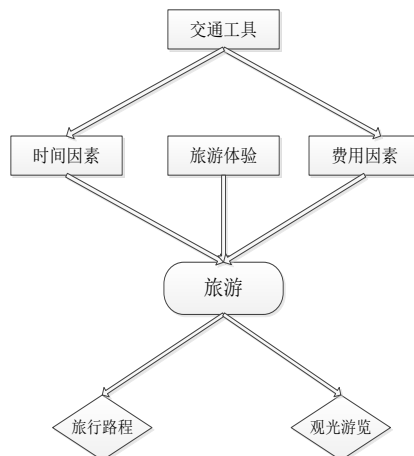 交通工具
时间因素
旅游体验
费用因素
旅游
旅行路程
观光游览